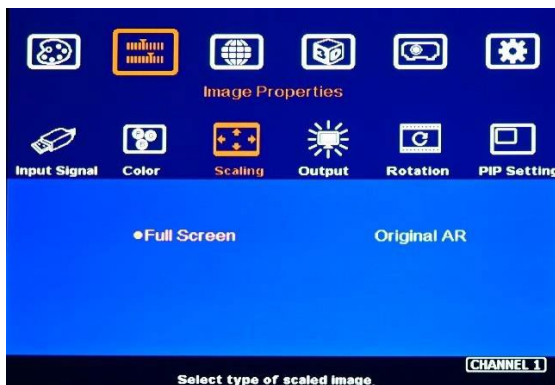 3D
Image Properties
Input Signal Color Scaling Output Rotation PIP Setting
●Full Screen Original AR
CHANNEL 1
Select type of scaled image